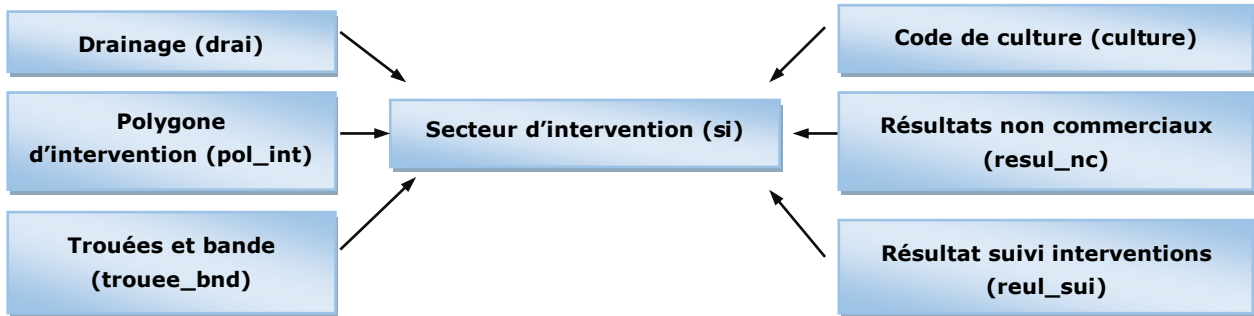 Drainage (drai)
Polygone
d’intervention (pol_int)
Trouées et bande
(trouee_bnd)
Secteur d’intervention (si)
Code de culture (culture)
Résultats non commerciaux
(resul_nc)
Résultat suivi interventions
(reul_sui)